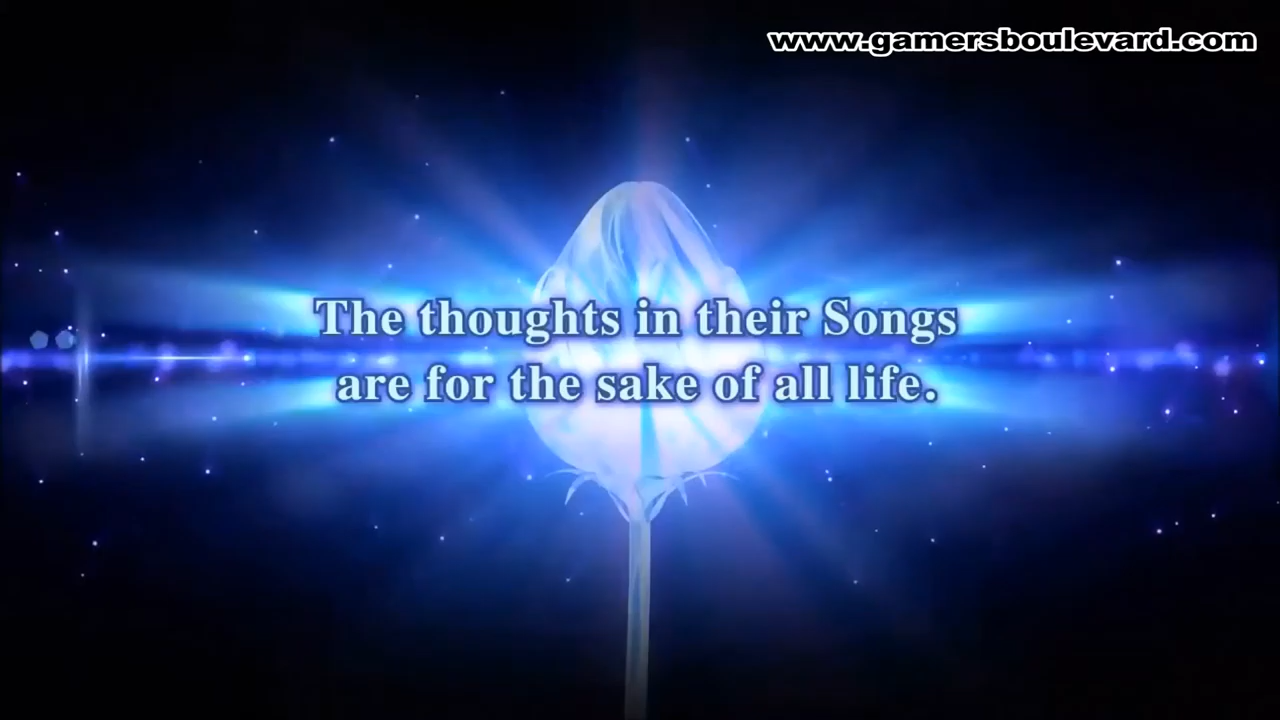 www.gamersboulevard.com
The thoughts in their Songs
are for the sake of all life.